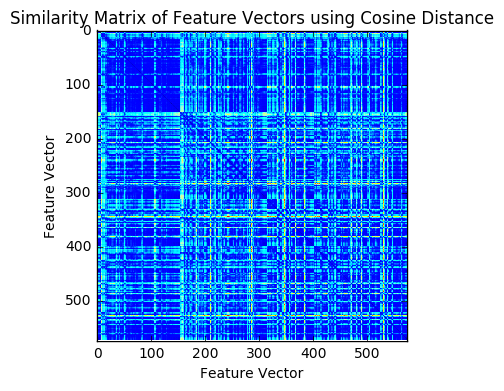 Similarity Matrix of Feature Vectors using Cosine Distance
0
100
200
300
400
500
Feature Vector
0 100 200 300 400 500
Feature Vector